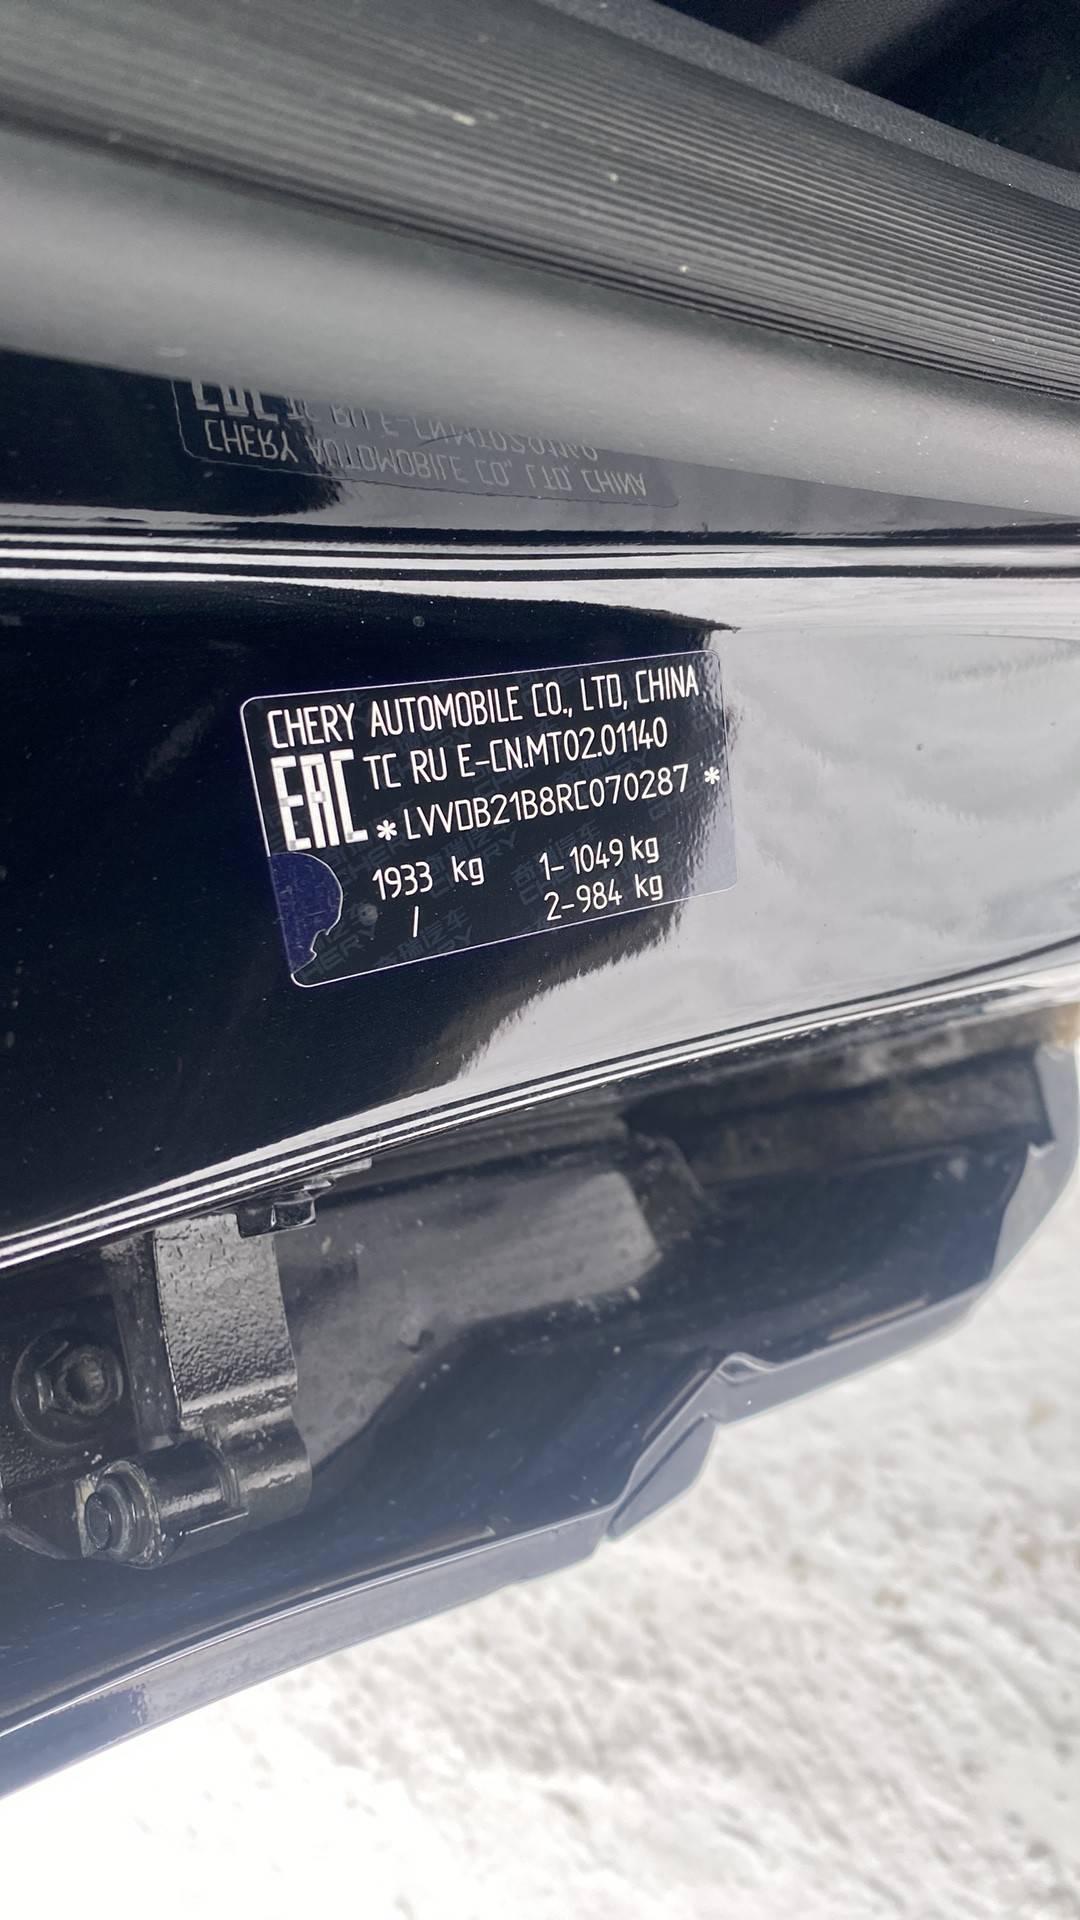 CHERY AUTOMOBILE CO., LTD, CHINA
EAC TC RU E-CN.MT02.01140
*LVVDB21B8RC070287 *
1933 kg 1-1049 kg
/ 2-984 kg